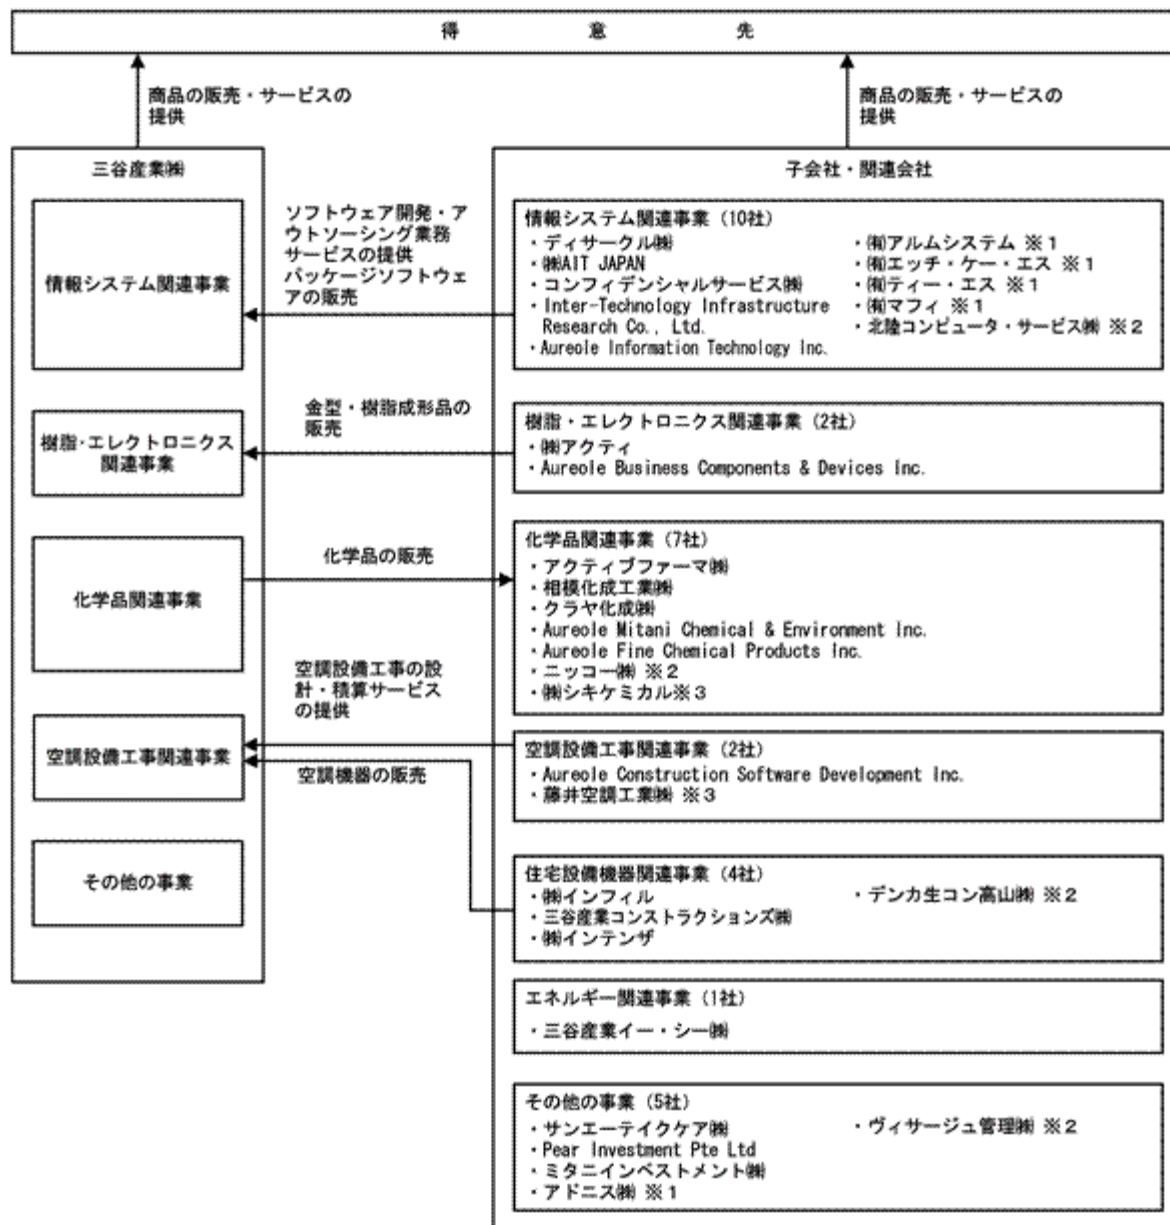 得意先
商品の販売・サービスの
提供
商品の販売・サービスの
提供
三谷産業㈱
情報システム関連事業
樹脂・エレクトロニクス
関連事業
化学品関連事業
空調設備工事関連事業
その他の事業
ソフトウェア開発・ア
ウトソーシング業務
サービスの提供
パッケージソフトウェ
アの販売
金型・樹脂成形品の
販売
化学品の販売
空調設備工事の設
計・積算サービス
の提供
空調機器の販売
子会社・関連会社
情報システム関連事業(10社)
・ディサークル㈱
・㈱AIT JAPAN
・コンフィデンシャルサービス㈱
・Inter-Technology Infrastructure
Research Co., Ltd.
・Aureole Information Technology Inc.
・㈲アルムシステム ※1
・㈲エッチ・ケー・エス ※1
・㈲ティー・エス ※1
・㈲マフィ ※1
・北陸コンピュータ・サービス㈱ ※2
樹脂・エレクトロニクス関連事業(2社)
・㈱アクティ
・Aureole Business Components & Devices Inc.
化学品関連事業(7社)
・アクティブファーマ㈱
・相模化成工業㈱
・クラヤ化成㈱
・Aureole Mitani Chemical & Environment Inc.
・Aureole Fine Chemical Products Inc.
・ニッコー㈱ ※2
・㈱シキケミカル※3
空調設備工事関連事業(2社)
・Aureole Construction Software Development Inc.
・藤井空調工業㈱ ※3
住宅設備機器関連事業(4社)
・㈱インフィル
・三谷産業コンストラクションズ㈱
・㈱インテンザ
・デンカ生コン高山㈱ ※2
エネルギー関連事業(1社)
・三谷産業イー・シー㈱
その他の事業(5社)
・サンエーテイクケア㈱
・Pear Investment Pte Ltd
・ミタニインベストメント㈱
・アドニス㈱ ※1
・ヴィサージュ管理㈱ ※2